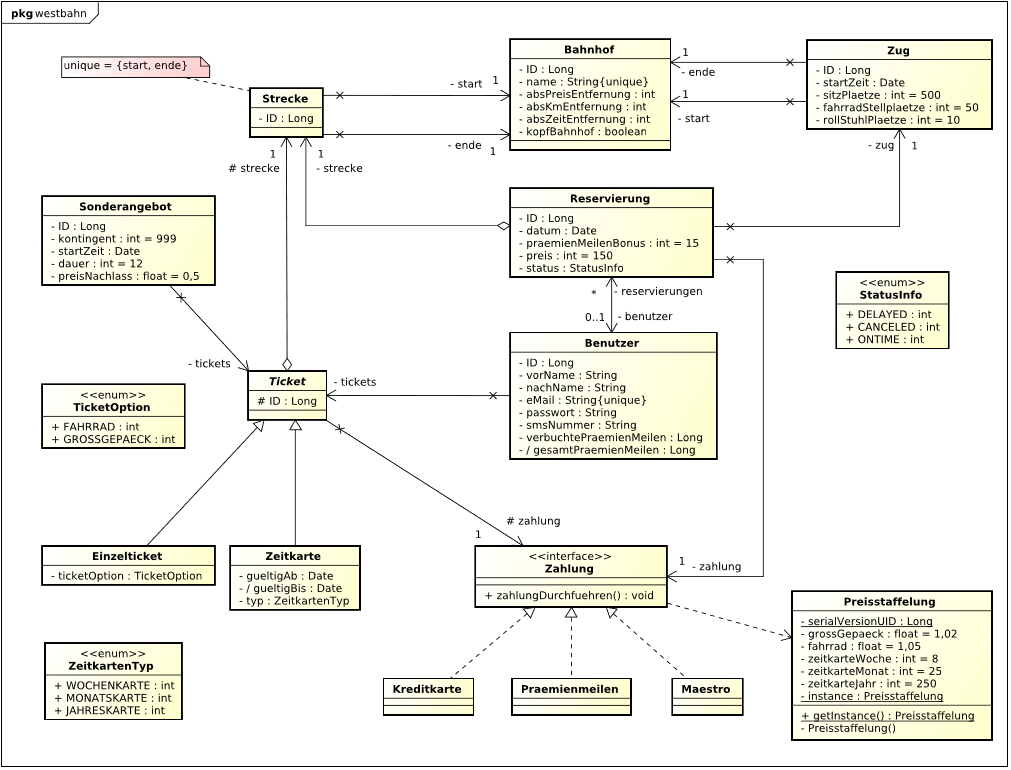 pkg westbahn
unique = {start, ende}
Strecke
- ID : Long
- start
1
- ende
1
Bahnhof
- ID : Long
- name : String{unique}
- absPreisEntfernung : int
- absKmEntfernung : int
- absZeitEntfernung : int
- kopfBahnhof : boolean
1
- ende
1
- start
Zug
- ID : Long
- startZeit : Date
- sitzPlaetze : int = 500
- fahrradStellplaetze : int = 50
- rollStuhlPlaetze : int = 10
- zug 1
1
# strecke
1
- strecke
Sonderangebot
- ID : Long
- kontingent : int = 999
- startZeit : Date
- dauer : int = 12
- preisNachlass : float = 0,5
Reservierung
- ID : Long
- datum : Date
- praemienMeilenBonus : int = 15
- preis : int = 150
- status : StatusInfo
* - reservierungen
0..1 - benutzer
<<enum>>
StatusInfo
+ DELAYED : int
+ CANCELED : int
+ ONTIME : int
- tickets
Ticket
# ID : Long
- tickets
Benutzer
- ID : Long
- vorName : String
- nachName : String
- eMail : String{unique}
- passwort : String
- smsNummer : String
- verbuchtePraemienMeilen : Long
- / gesamtPraemienMeilen : Long
<<enum>>
TicketOption
+ FAHRRAD : int
+ GROSSGEPAECK : int
# zahlung
1
Einzelticket
- ticketOption : TicketOption
Zeitkarte
- gueltigAb : Date
- / gueltigBis : Date
- typ : ZeitkartenTyp
<<interface>>
Zahlung
+ zahlungDurchfuehren() : void
1
- zahlung
Preisstaffelung
- serialVersionUID : Long
- grossGepaeck : float = 1,02
- fahrrad : float = 1,05
- zeitkarteWoche : int = 8
- zeitkarteMonat : int = 25
- zeitkarteJahr : int = 250
- instance : Preisstaffelung
+ getInstance() : Preisstaffelung
- Preisstaffelung()
<<enum>>
ZeitkartenTyp
+ WOCHENKARTE : int
+ MONATSKARTE : int
+ JAHRESKARTE : int
Kreditkarte
Praemienmeilen
Maestro